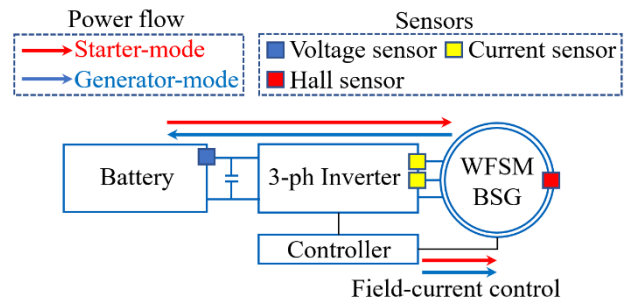 Power flow
Starter-mode
Generator-mode
Sensors
Voltage sensor
Current sensor
Hall sensor
Battery
3-ph Inverter
WFSM
BSG
Controller
Field-current control